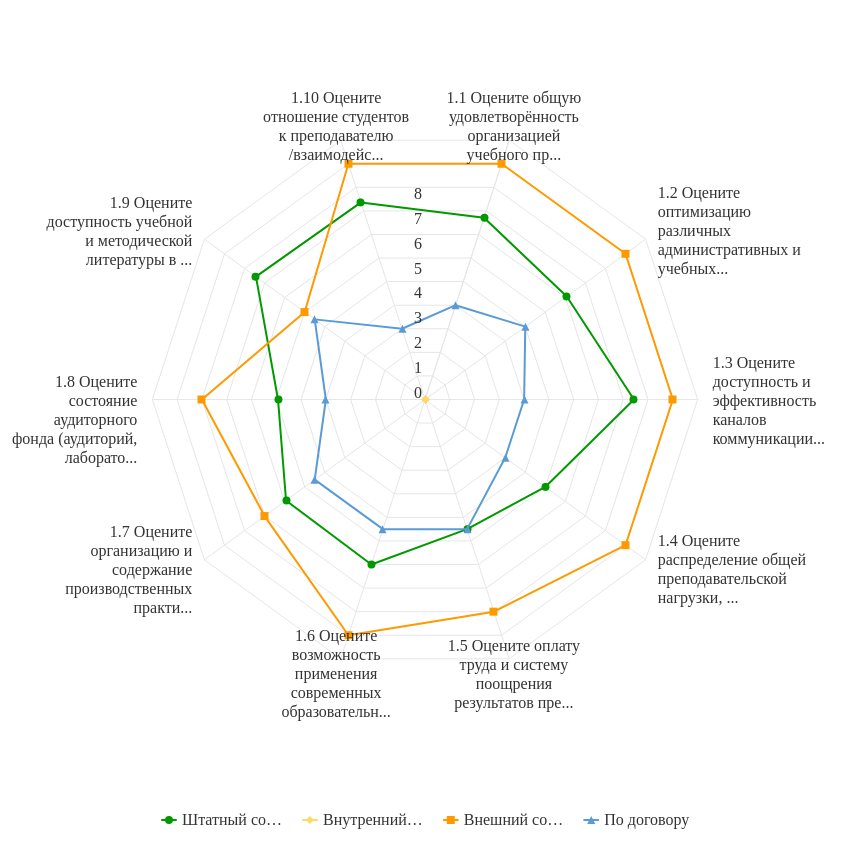 1.10 Оцените
отношение студентов
к преподавателю
/взаимодейс...
1.1 Оцените общую
удовлетворённость
организацией
учебного пр...
1.2 Оцените
оптимизацию
различных
административных и
учебных...
1.3 Оцените
доступность и
эффективность
каналов
коммуникации...
1.4 Оцените
распределение общей
преподавательской
нагрузки, ...
1.5 Оцените оплату
труда и систему
поощрения
результатов пре...
1.6 Оцените
возможность
применения
современных
образовательн...
1.7 Оцените
организацию и
содержание
производственных
практи...
1.8 Оцените
состояние
аудиторного
фонда (аудиторий,
лаборато...
1.9 Оцените
доступность учебной
и методической
литературы в ...
8
7
6
5
4
3
2
1
0
Штатный со... Внутренний... Внешний со... По договору